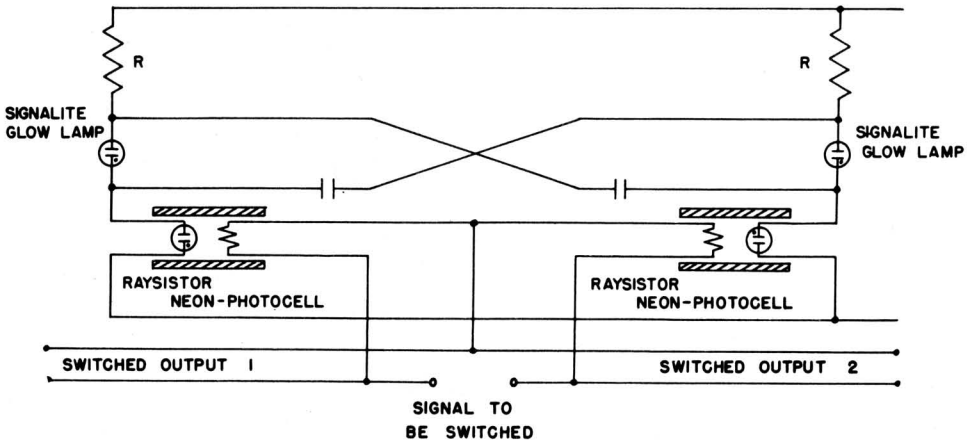 R
R
SIGNALITE
GLOW LAMP
SIGNALITE
GLOW LAMP
RAYSISTOR
NEON-PHOTOCELL
RAYSISTOR
NEON-PHOTOCELL
SWITCHED OUTPUT 1
SWITCHED OUTPUT 2
SIGNAL TO
BE SWITCHED